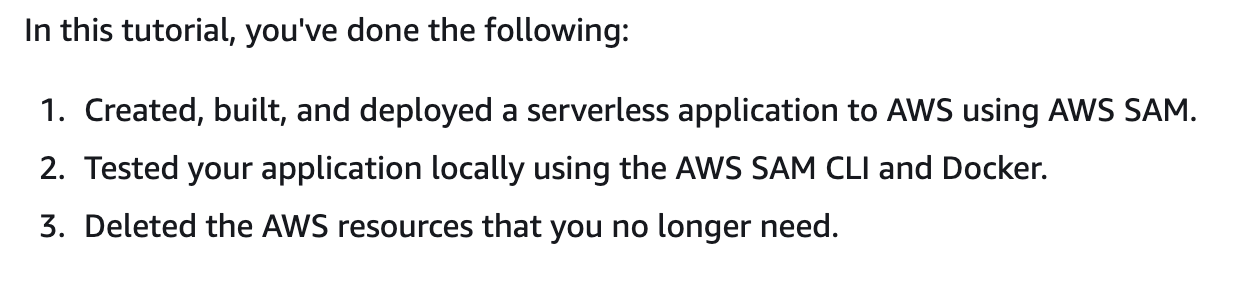 In this tutorial, you've done the following:
1. Created, built, and deployed a serverless application to AWS using AWS SAM.
2. Tested your application locally using the AWS SAM CLI and Docker.
3. Deleted the AWS resources that you no longer need.